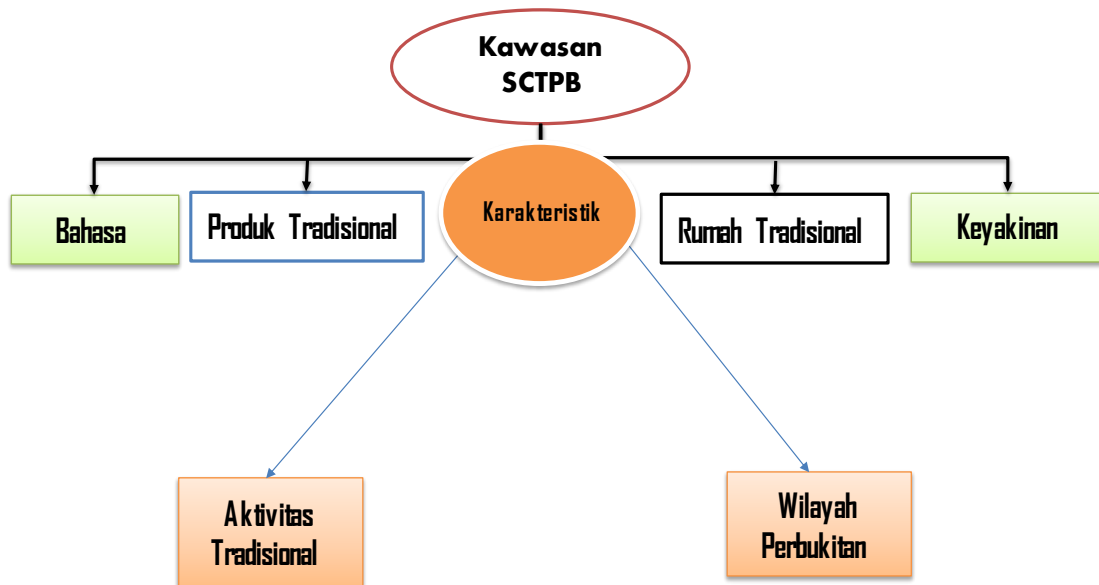 Kawasan
SCTPB
Karakteristik
Bahasa
Produk Tradisional
Rumah Tradisional
Keyakinan
Aktivitas
Tradisional
Wilayah
Perbukitan